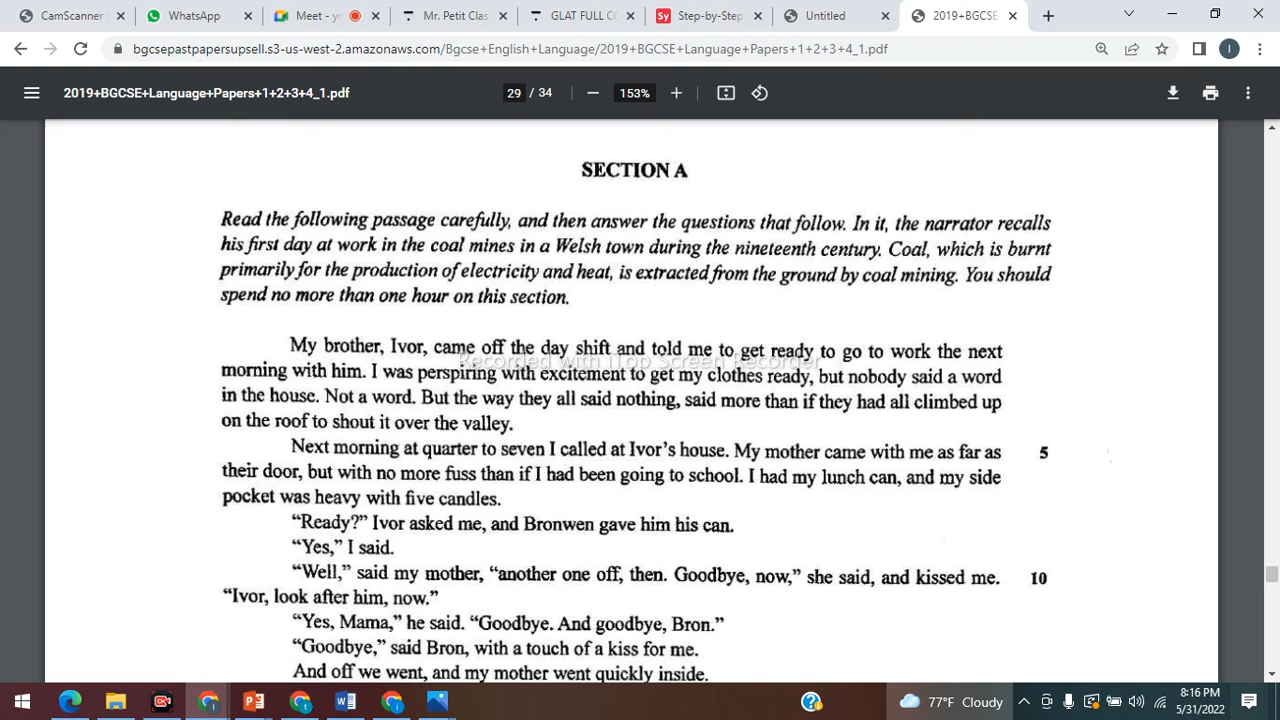 CamScanner
WhatsApp
Meet - yn
Mr. Petit Clas
GLAT FULL CO
Step-by-Step
Untitled
2019+BGCSE
bgcsepastpapersupsell.s3-us-west-2.amazonaws.com/Bgcse+English+Language/2019+BGCSE+Language+Papers+1+2+3+4_1.pdf
2019+BGCSE+Language+Papers+1+2+3+4_1.pdf 29 / 34 153%
SECTION A
Read the following passage carefully, and then answer the questions that follow. In it, the narrator recalls
his first day at work in the coal mines in a Welsh town during the nineteenth century. Coal, which is burnt
primarily for the production of electricity and heat, is extracted from the ground by coal mining. You should
spend no more than one hour on this section.
My brother, Ivor, came off the day shift and told me to get ready to go to work the next
Recorded with iTop Screen Recorder
morning with him. I was perspiring with excitement to get my clothes ready, but nobody said a word
in the house. Not a word. But the way they all said nothing, said more than if they had all climbed up
on the roof to shout it over the valley.
Next morning at quarter to seven I called at Ivor's house. My mother came with me as far as 5
their door, but with no more fuss than if I had been going to school. I had my lunch can, and my side
pocket was heavy with five candles.
“Ready?” Ivor asked me, and Bronwen gave him his can.
“Yes,” I said.
“Well,” said my mother, “another one off, then. Goodbye, now,” she said, and kissed me. 10
“Ivor, look after him, now.”
“Yes, Mama,” he said. “Goodbye. And goodbye, Bron.”
“Goodbye,” said Bron, with a touch of a kiss for me.
And off we went, and my mother went quickly inside.
77°F Cloudy
8:16 PM
5/31/2022